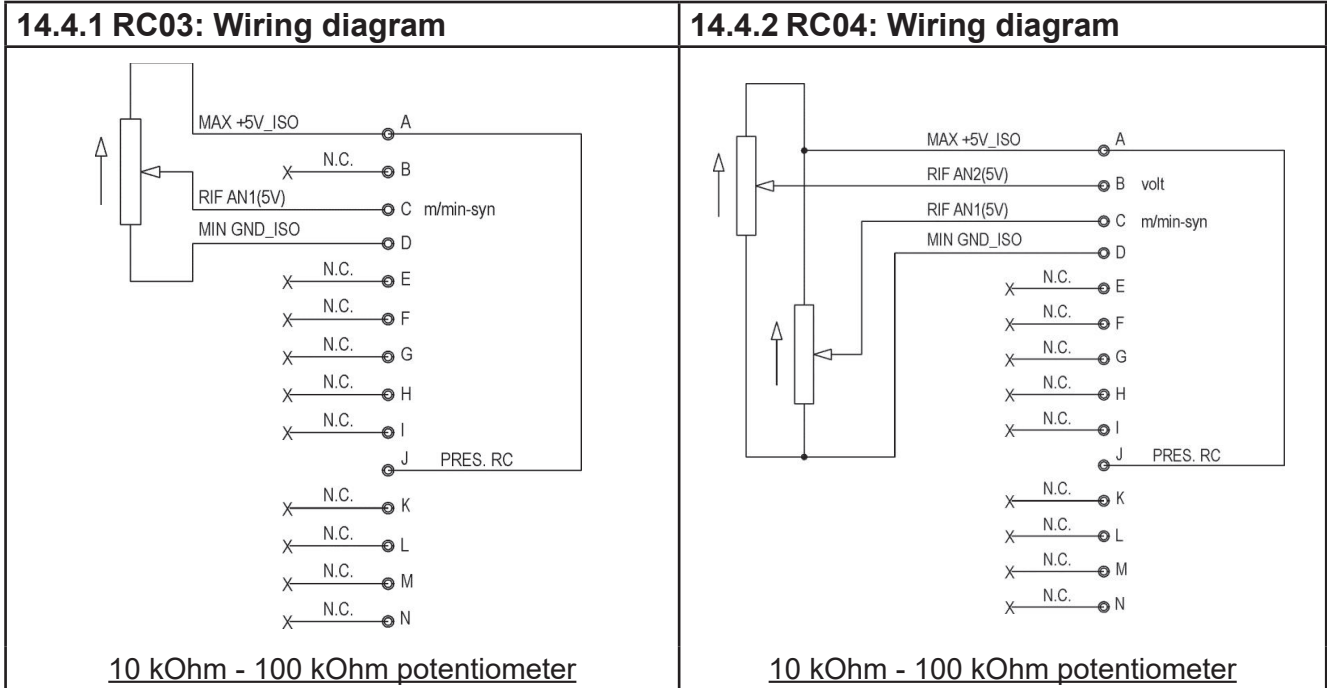 14.4.1 RC03: Wiring diagram
MAX +5V_ISO A
N.C. B
RIF AN1(5V) C m/min-syn
MIN GND_ISO D
X N.C. E
X N.C. F
X N.C. G
X N.C. H
X N.C. I
J PRES. RC
X N.C. K
X N.C. L
X N.C. M
X N.C. N
10 kOhm - 100 kOhm potentiometer
14.4.2 RC04: Wiring diagram
MAX +5V_ISO A
RIF AN2(5V) B volt
RIF AN1(5V) C m/min-syn
MIN GND_ISO D
X N.C. E
X N.C. F
X N.C. G
X N.C. H
X N.C. I
J PRES. RC
X N.C. K
X N.C. L
X N.C. M
X N.C. N
10 kOhm - 100 kOhm potentiometer